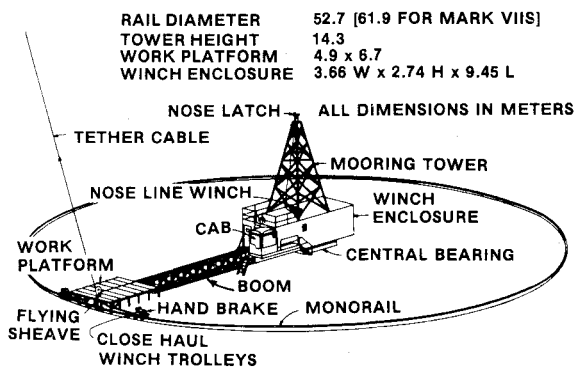 RAIL DIAMETER 52.7 [61.9 FOR MARK VIIS]
TOWER HEIGHT 14.3
WORK PLATFORM 4.9 x 6.7
WINCH ENCLOSURE 3.66 W x 2.74 H x 9.45 L
NOSE LATCH ALL DIMENSIONS IN METERS
TETHER CABLE
MOORING TOWER
NOSE LINE WINCH
WINCH
ENCLOSURE
CAB
WORK
PLATFORM
CENTRAL BEARING
BOOM
HAND BRAKE
MONORAIL
FLYING
SHEAVE
CLOSE HAUL
WINCH TROLLEYS